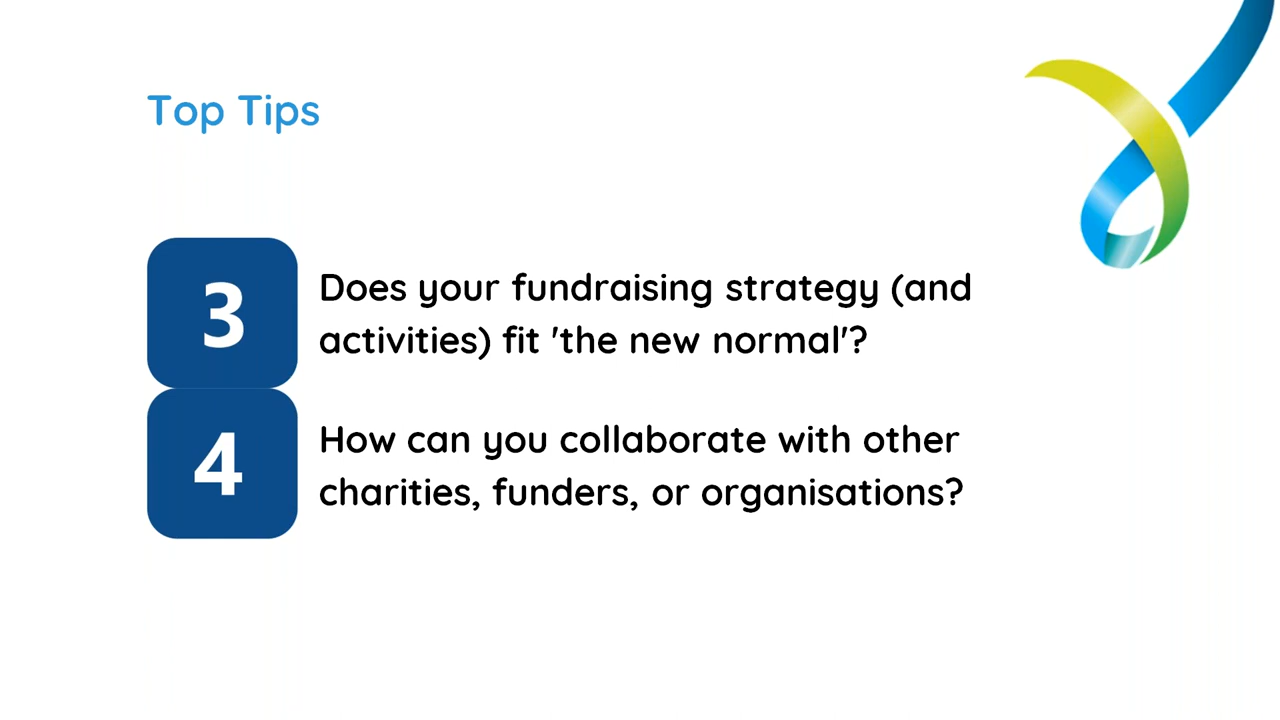 Top Tips
3
Does your fundraising strategy (and
activities) fit 'the new normal'?
4
How can you collaborate with other
charities, funders, or organisations?